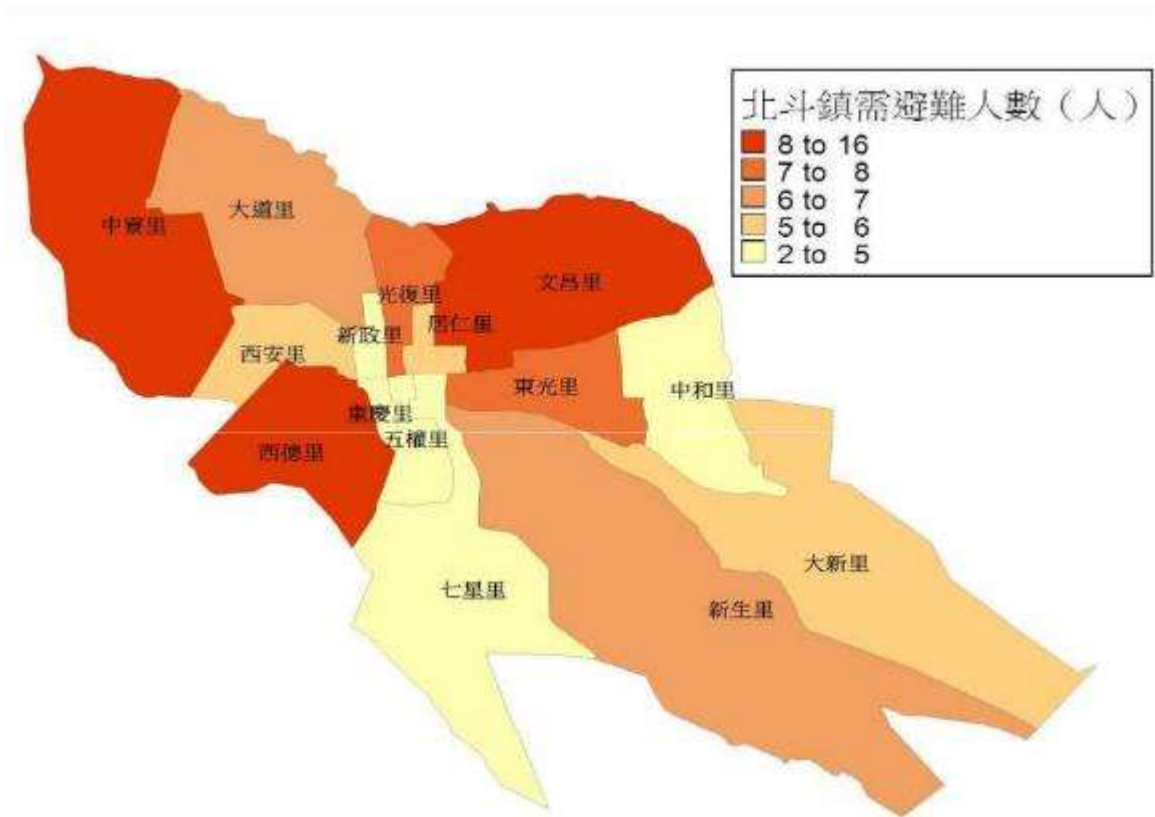 北斗鎮需避難人數（人）
8 to 16
7 to 8
6 to 7
5 to 6
2 to 5
中寮里
大道里
文昌里
光復里
居仁里
新政里
西安里
東光里
中和里
東慶里
五權里
西德里
大新里
七星里
新生里